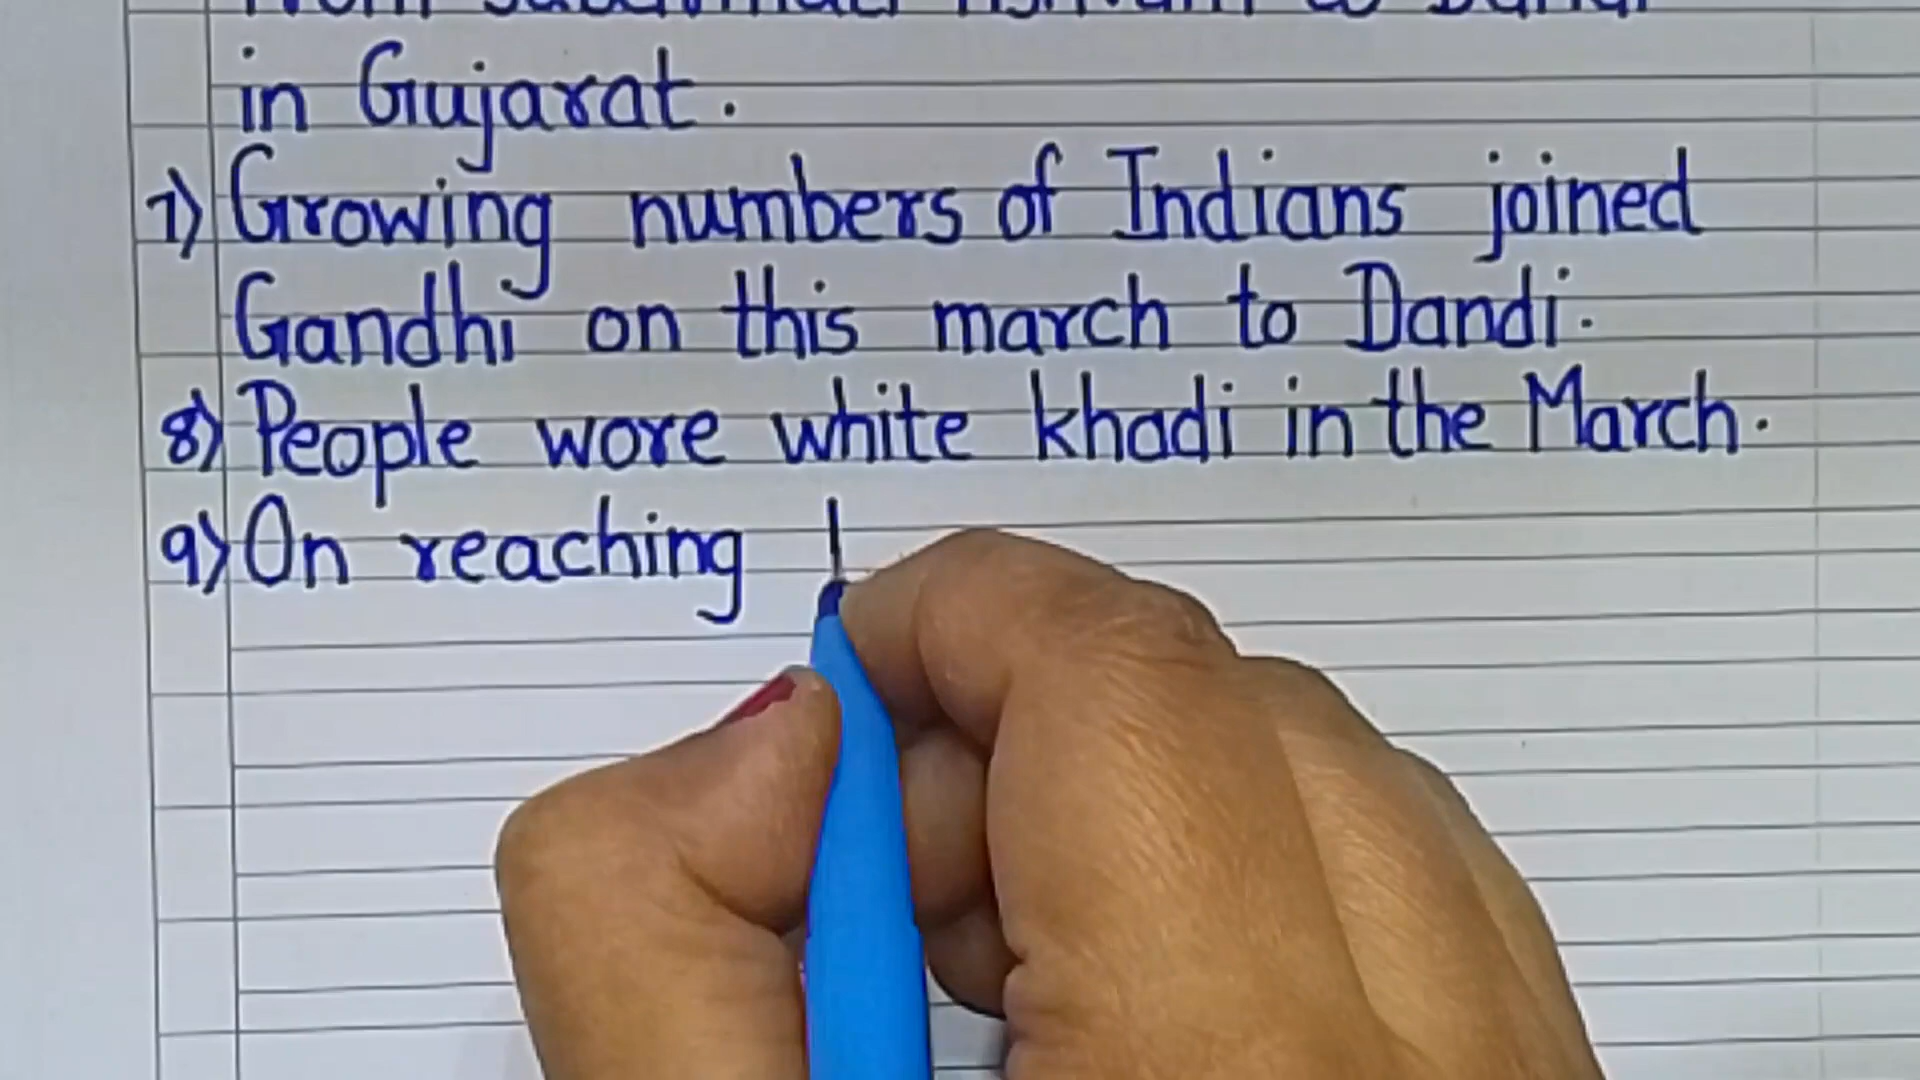 in Gujarat.
7) Growing numbers of Indians joined
Gandhi on this march to Dandi.
8) People wore white khadi in the March.
9) On reaching